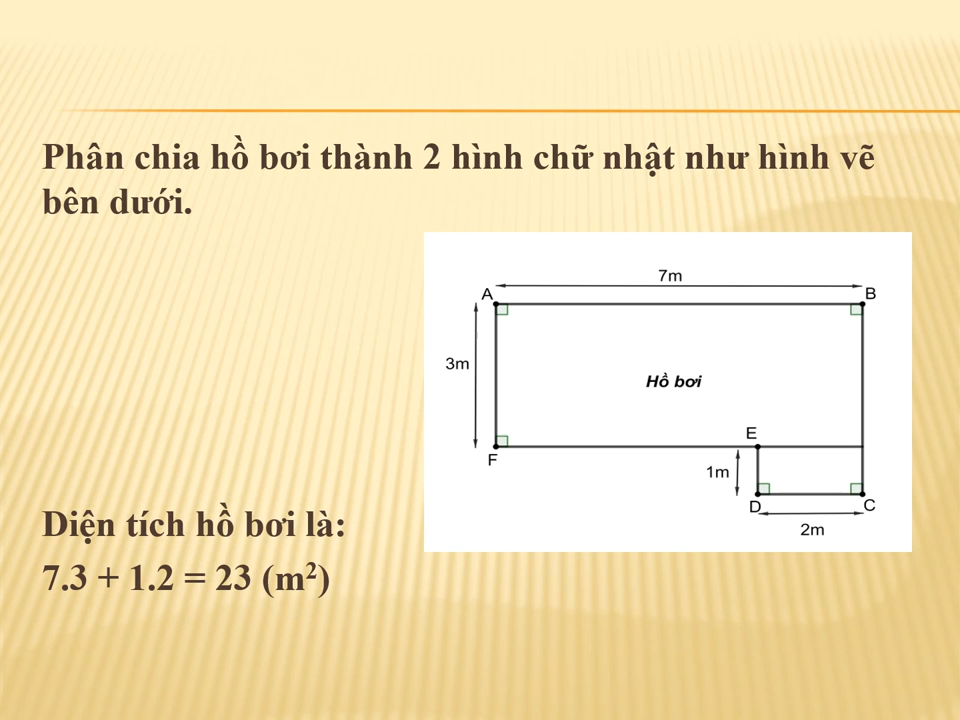 Phân chia hồ bơi thành 2 hình chữ nhật như hình vẽ
bên dưới.
7m
A
B
3m
Hồ bơi
E
F
1m
D
C
2m
Diện tích hồ bơi là:
7.3 + 1.2 = 23 (m²)